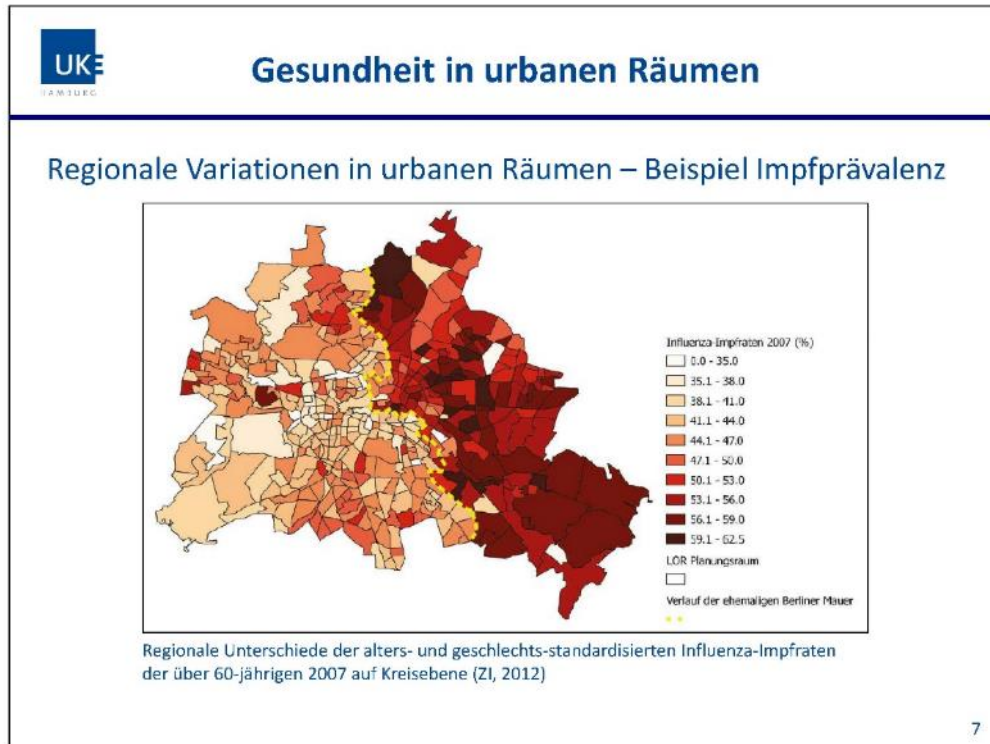 UKE
HAMBURG
Gesundheit in urbanen Räumen
Regionale Variationen in urbanen Räumen – Beispiel Impfprävalenz
Influenza-Impfraten 2007 (%)
0.0 - 35.0
35.1 - 38.0
38.1 - 41.0
41.1 - 44.0
44.1 - 47.0
47.1 - 50.0
50.1 - 53.0
53.1 - 56.0
56.1 - 59.0
59.1 - 62.5
LOR Planungsraum
Verlauf der ehemaligen Berliner Mauer
Regionale Unterschiede der alters- und geschlechts-standardisierten Influenza-Impfraten
der über 60-jährigen 2007 auf Kreisebene (ZI, 2012)
7